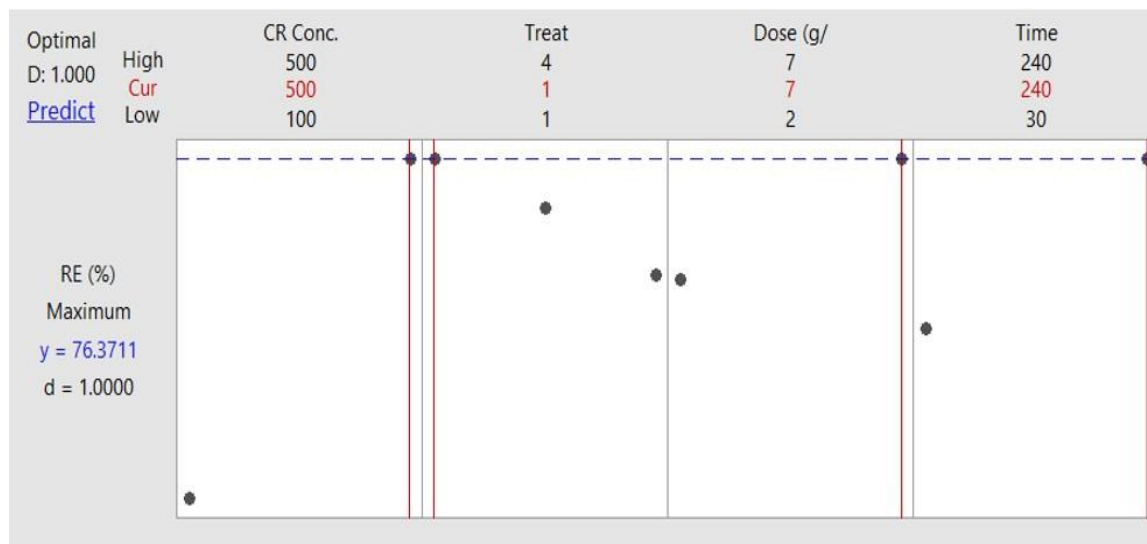 Optimal
D: 1.000
Predict
High
Cur
Low
CR Conc.
500
500
100
Treat
4
1
1
Dose (g/
7
7
2
Time
240
240
30
RE (%)
Maximum
y = 76.3711
d = 1.0000